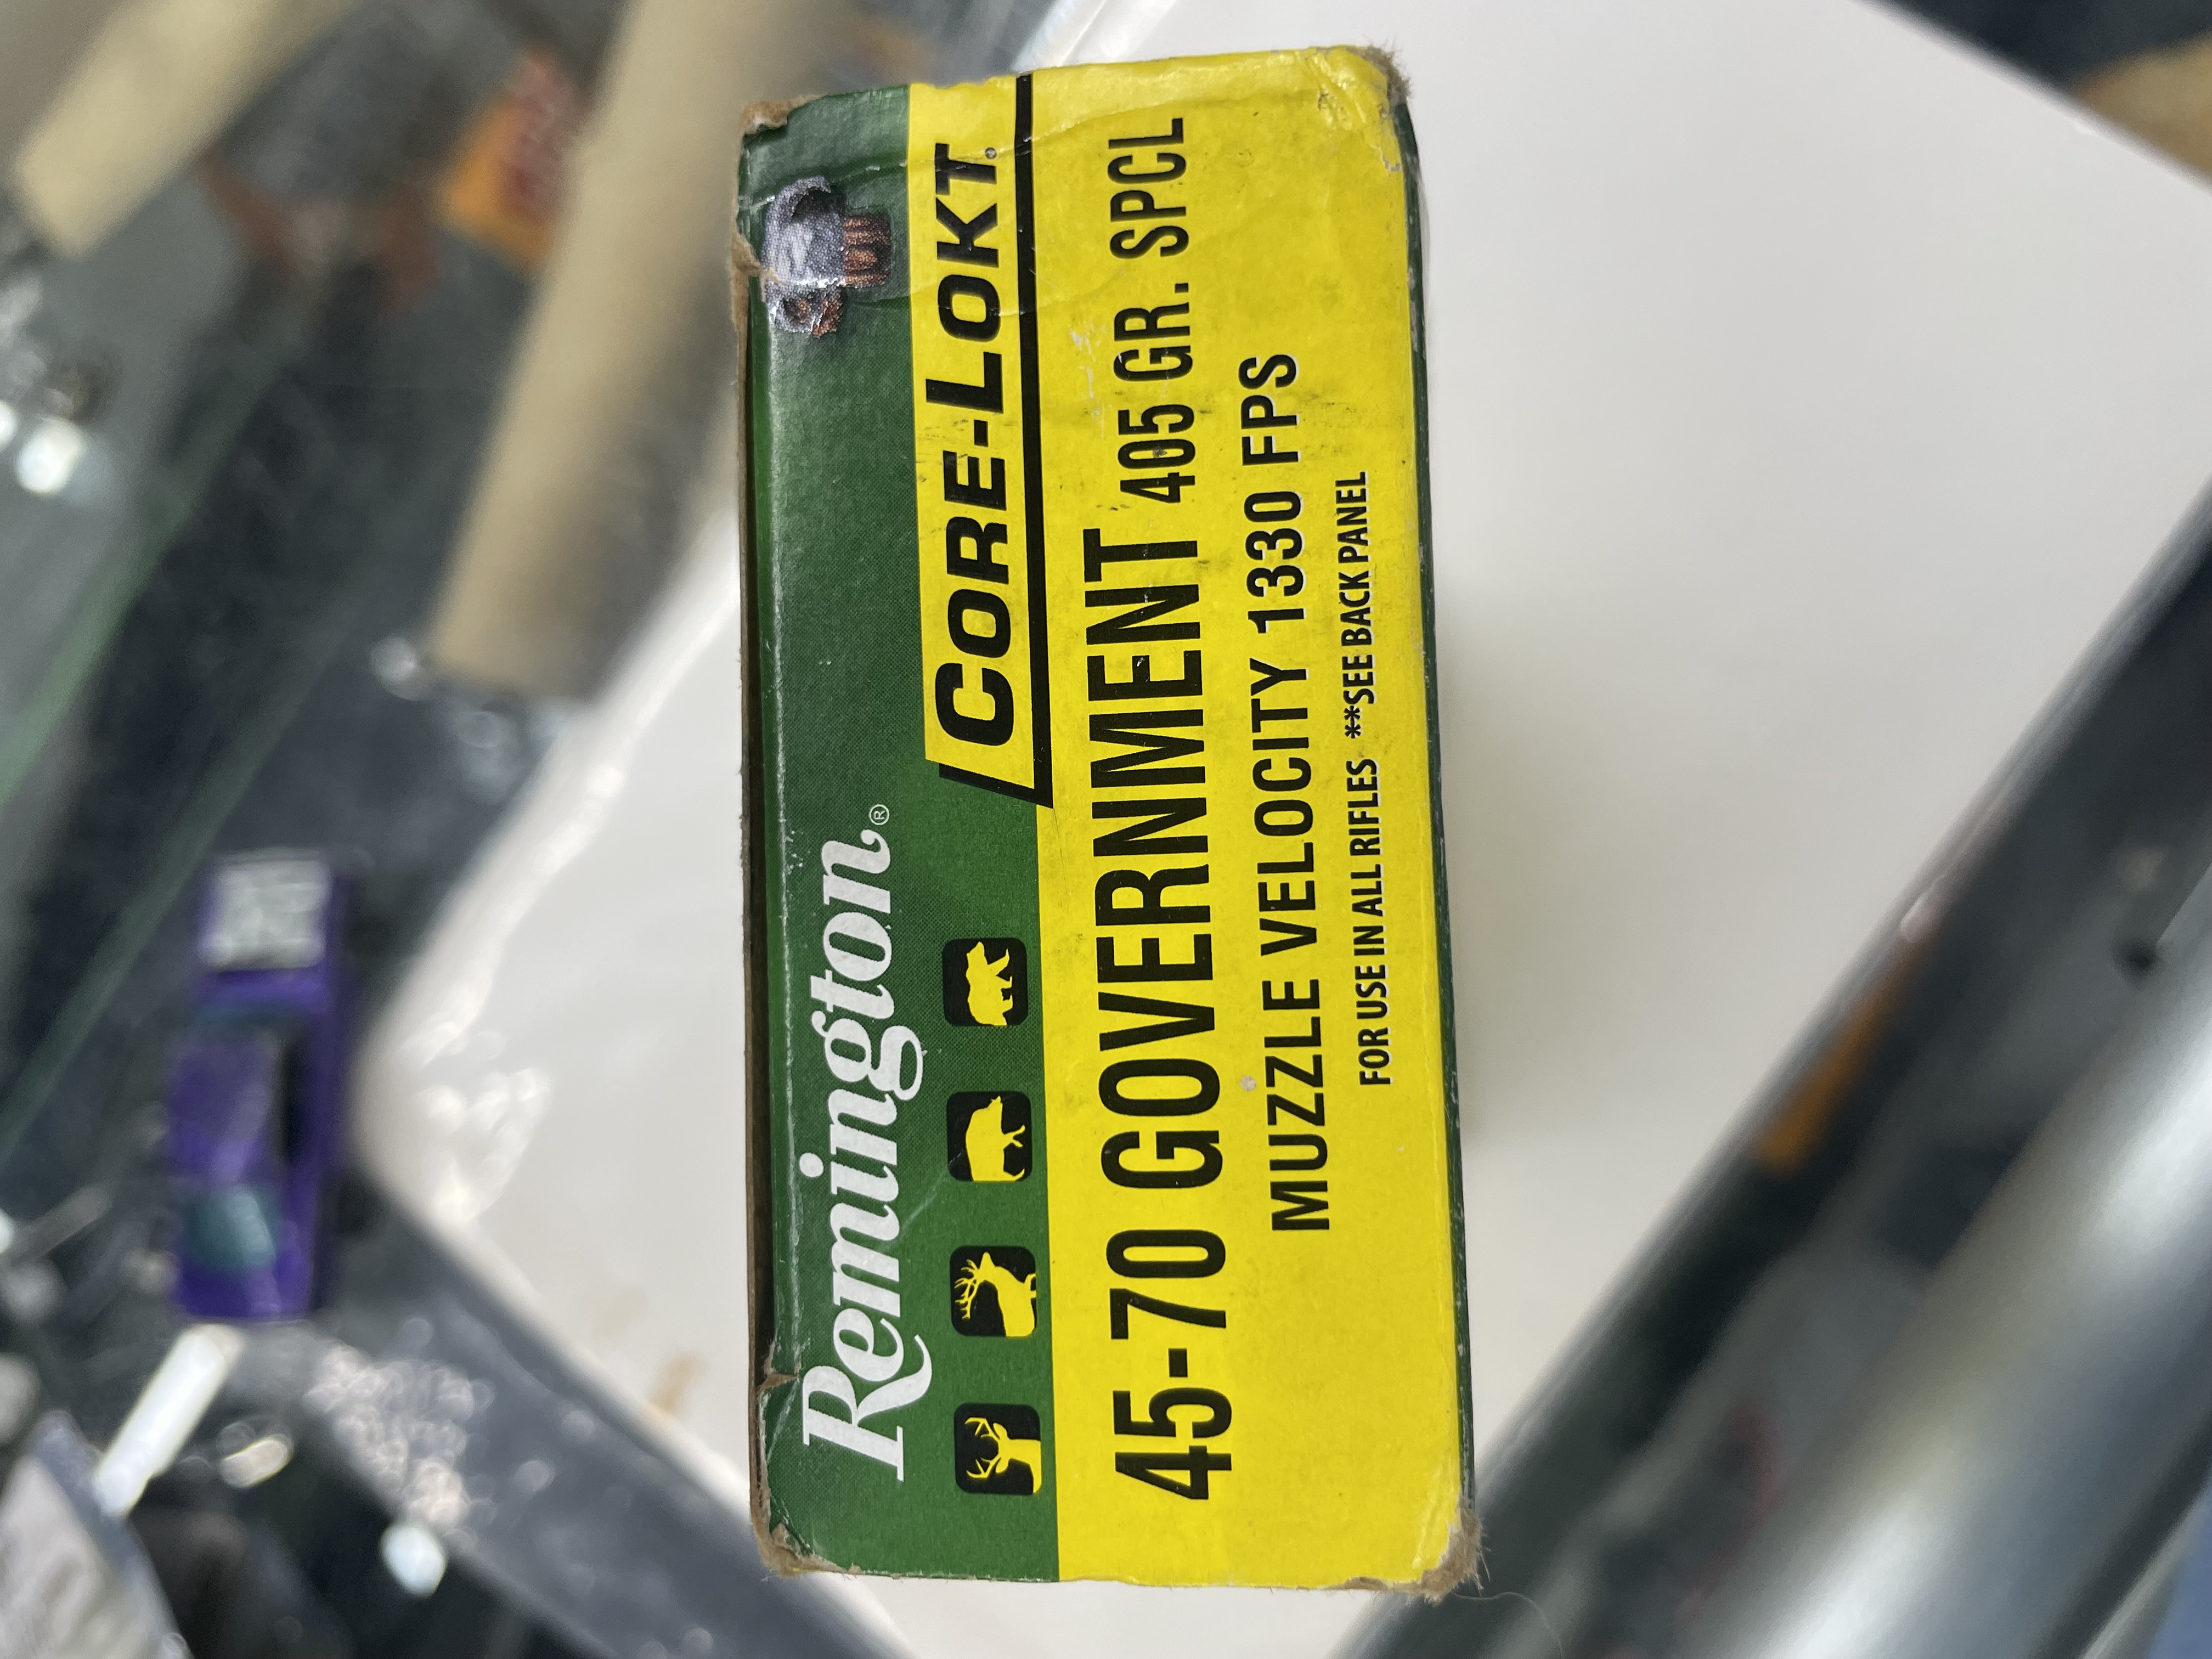 Remington®
CORE-LOKT®
45-70 GOVERNMENT 405 GR. SPCL
MUZZLE VELOCITY 1330 FPS
FOR USE IN ALL RIFLES **SEE BACK PANEL